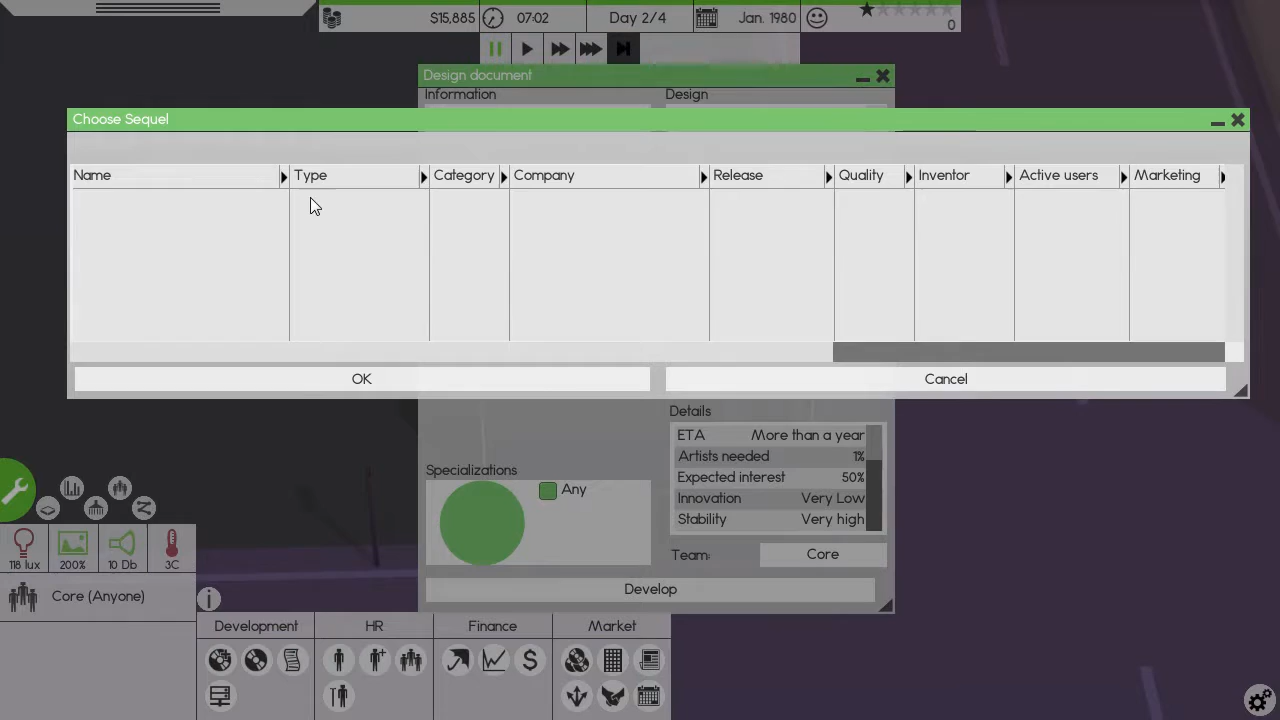 $15,885 07:02 Day 2/4 Jan. 1980 0
Design document
Information Design
Choose Sequel
Name Type Category Company Release Quality Inventor Active users Marketing
OK Cancel
Details
ETA More than a year
Artists needed 1%
Expected interest 50%
Innovation Very Low
Stability Very high
Specializations
Any
Team: Core
Develop
118 lux 200% 10 Db 3C
Core (Anyone)
Development HR Finance Market